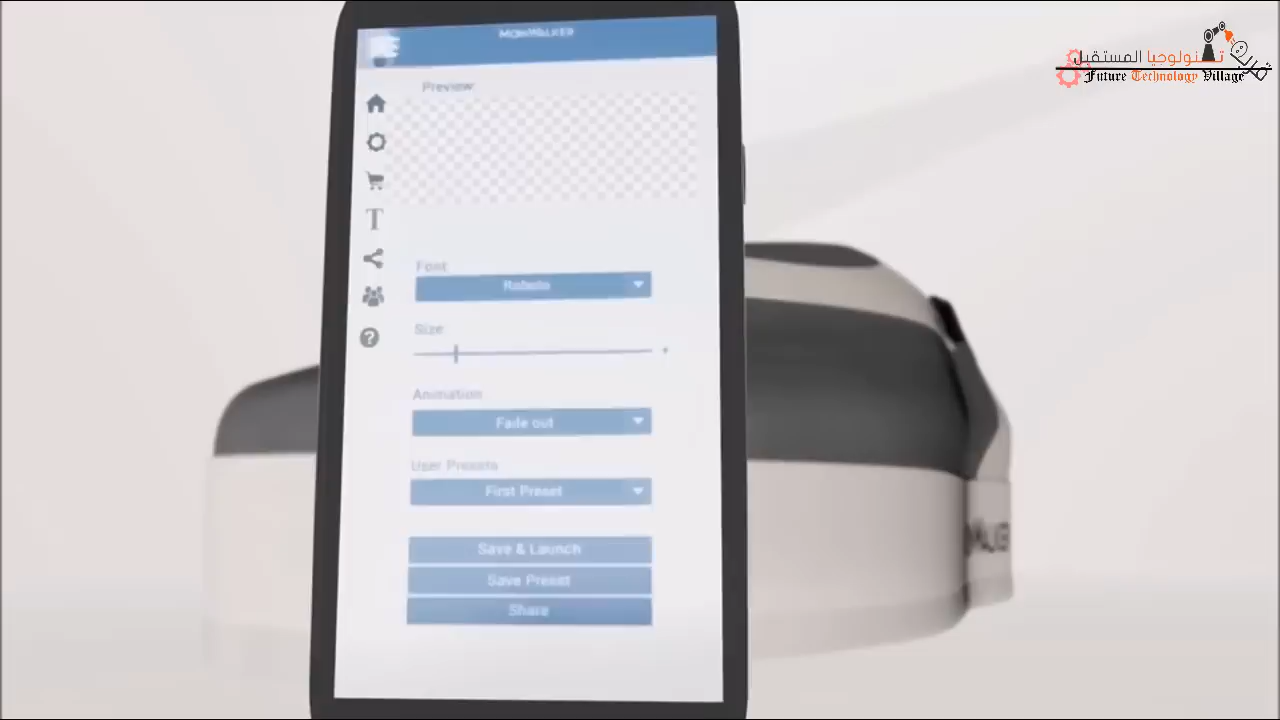 تكنولوجيا المستقبل
Future Technology Village
Preview
Font
Roboto
Size
Animation
Fade out
User Presets
First Preset
Save & Launch
Save Preset
Share